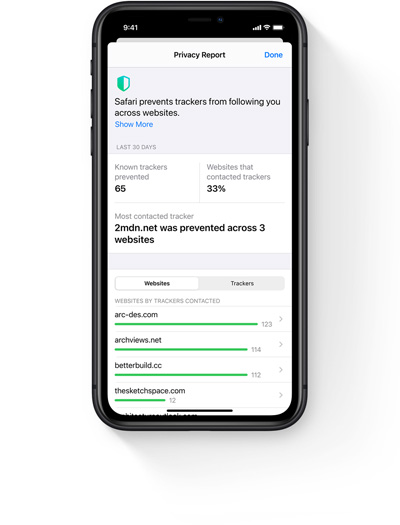 9:41
Privacy Report
Done
Safari prevents trackers from following you
across websites.
Show More
LAST 30 DAYS
Known trackers
prevented
65
Websites that
contacted trackers
33%
Most contacted tracker
2mdn.net was prevented across 3
websites
Websites
Trackers
WEBSITES BY TRACKERS CONTACTED
arc-des.com
123
archviews.net
114
betterbuild.cc
112
thesketchspace.com
12